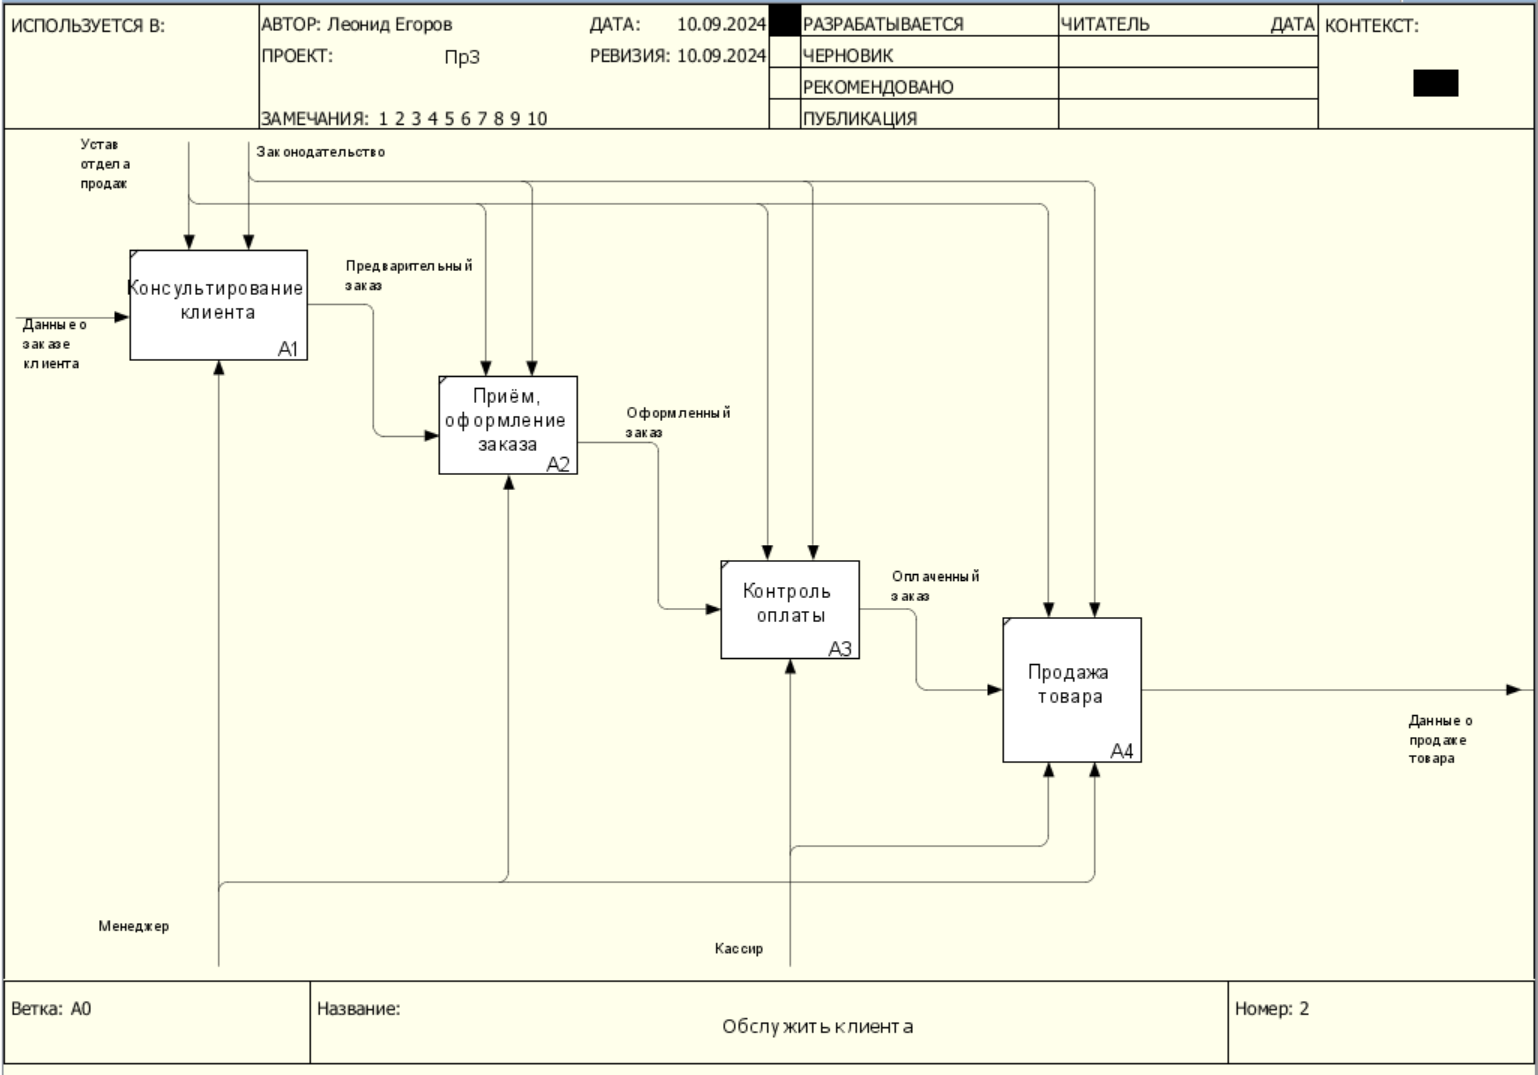 ИСПОЛЬЗУЕТСЯ В:
АВТОР: Леонид Егоров
ДАТА: 10.09.2024
РАЗРАБАТЫВАЕТСЯ
ЧИТАТЕЛЬ
ДАТА
КОНТЕКСТ:
ПРОЕКТ: Пр3
РЕВИЗИЯ: 10.09.2024
ЧЕРНОВИК
РЕКОМЕНДОВАНО
ЗАМЕЧАНИЯ: 1 2 3 4 5 6 7 8 9 10
ПУБЛИКАЦИЯ
Устав
отдела
продаж
Законодательство
Консультирование
клиента
A1
Данные о
заказе
клиента
Предварительный
заказ
Приём,
оформление
заказа
A2
Оформленный
заказ
Контроль
оплаты
A3
Оплаченный
заказ
Продажа
товара
A4
Данные о
продаже
товара
Менеджер
Кассир
Ветка: A0
Название:
Обслужить клиента
Номер: 2